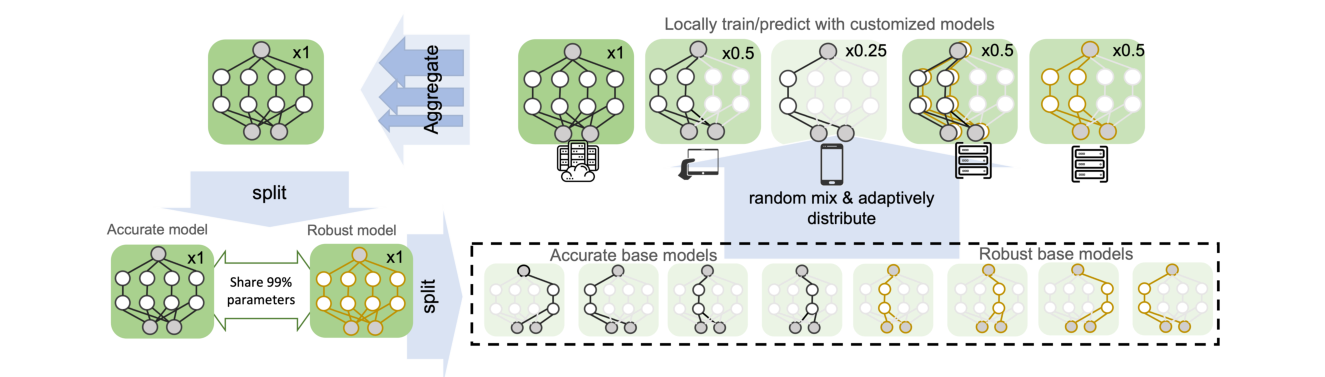 Locally train/predict with customized models
x1
x1
x0.5
x0.25
x0.5
x0.5
Aggregate
split
random mix & adaptively
distribute
Accurate model
Robust model
x1
x1
Share 99%
parameters
split
Accurate base models
Robust base models